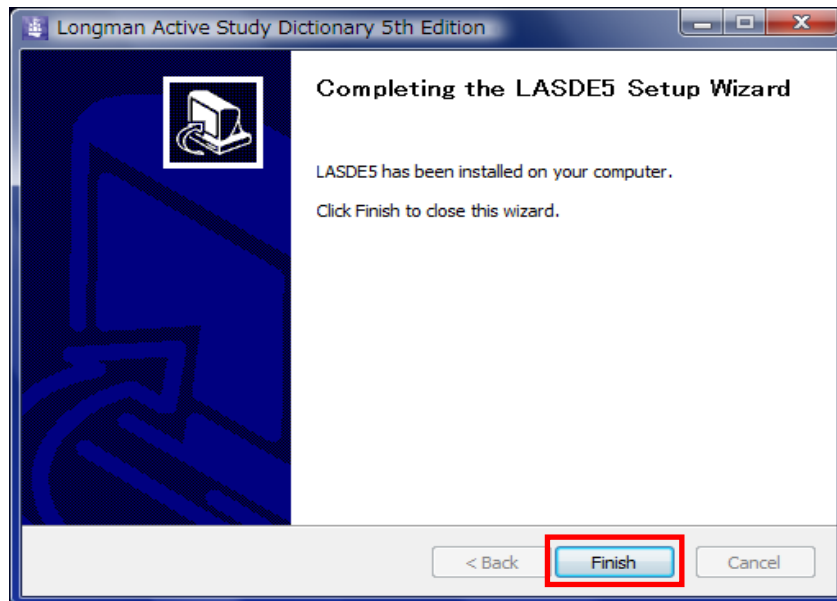 Longman Active Study Dictionary 5th Edition
Completing the LASDE5 Setup Wizard
LASDE5 has been installed on your computer.
Click Finish to close this wizard.
< Back Finish Cancel